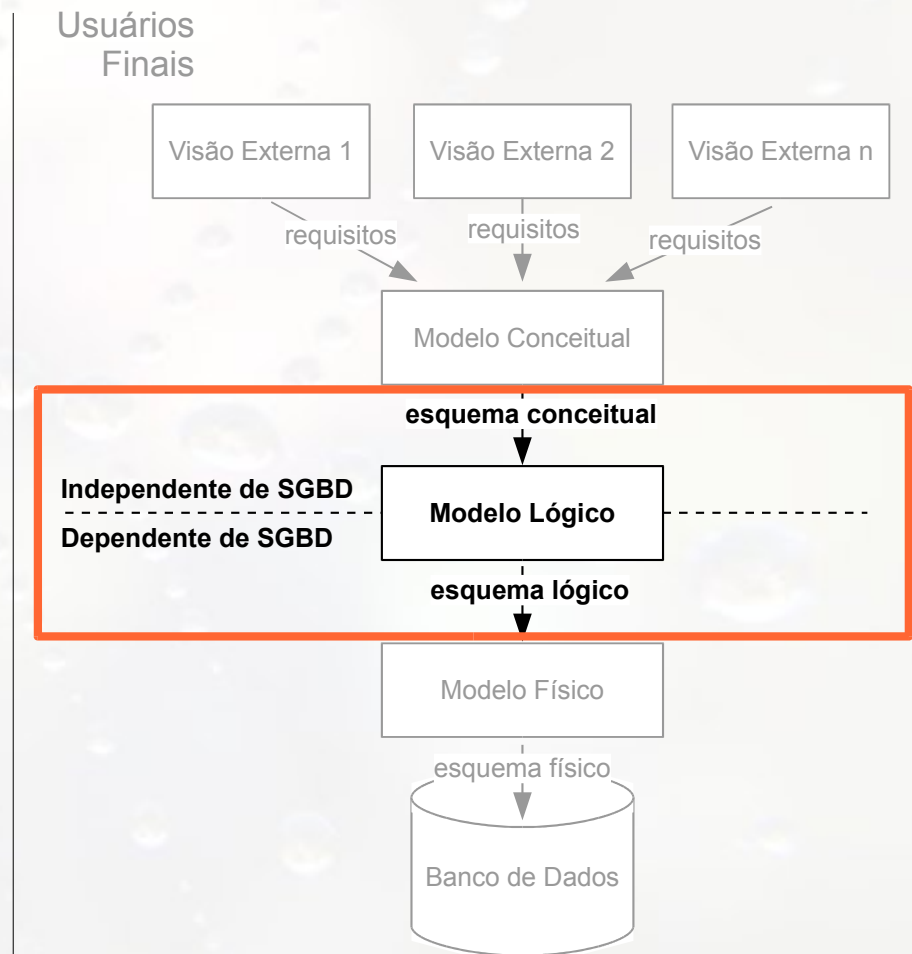 Usuários
Finais
Visão Externa 1
Visão Externa 2
Visão Externa n
requisitos
requisitos
requisitos
Modelo Conceitual
esquema conceitual
Independente de SGBD
Modelo Lógico
Dependente de SGBD
esquema lógico
Modelo Físico
esquema físico
Banco de Dados